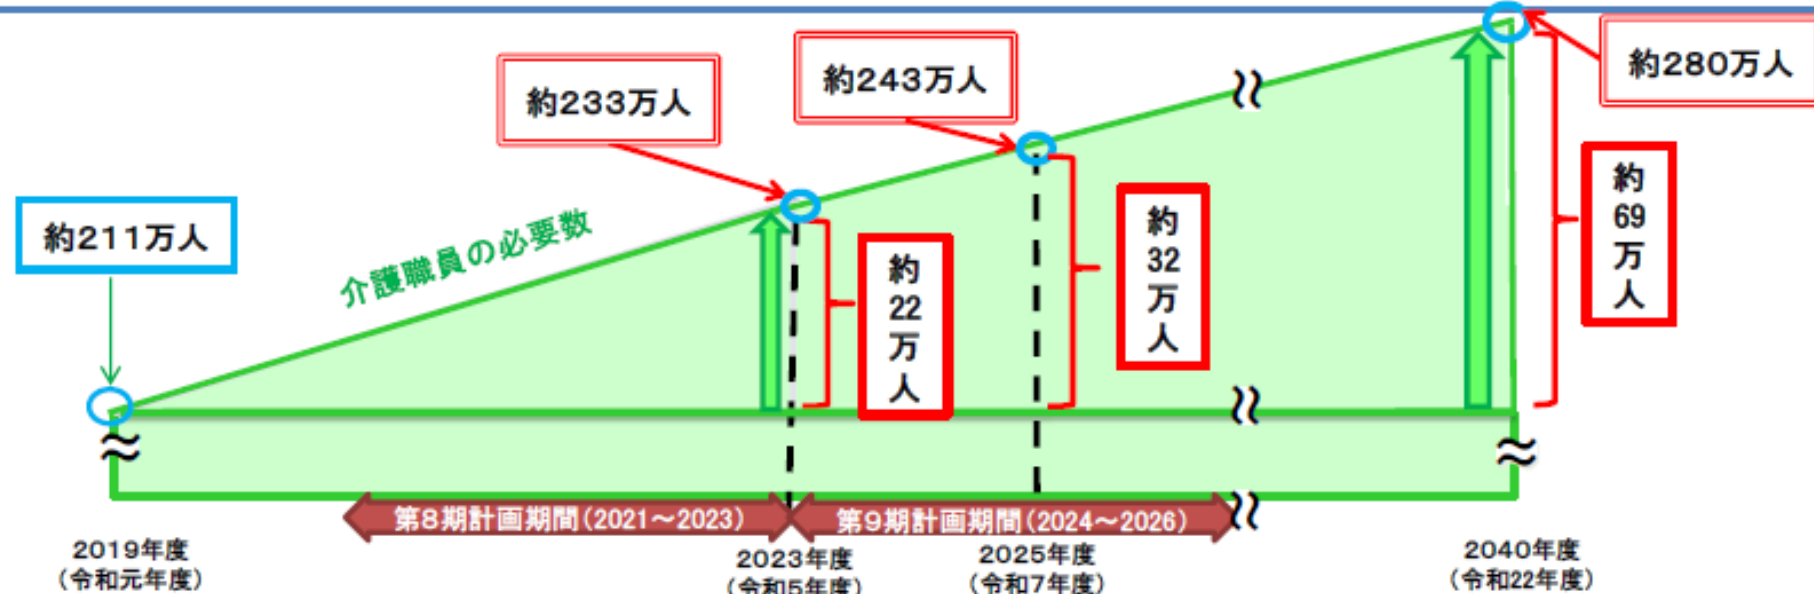 約280万人
約243万人
約233万人
約211万人
介護職員の必要数
約
69
万
人
約
32
万
人
約
22
万
人
第8期計画期間(2021～2023)
第9期計画期間(2024～2026)
2019年度
(令和元年度)
2023年度
(令和5年度)
2025年度
(令和7年度)
2040年度
(令和22年度)